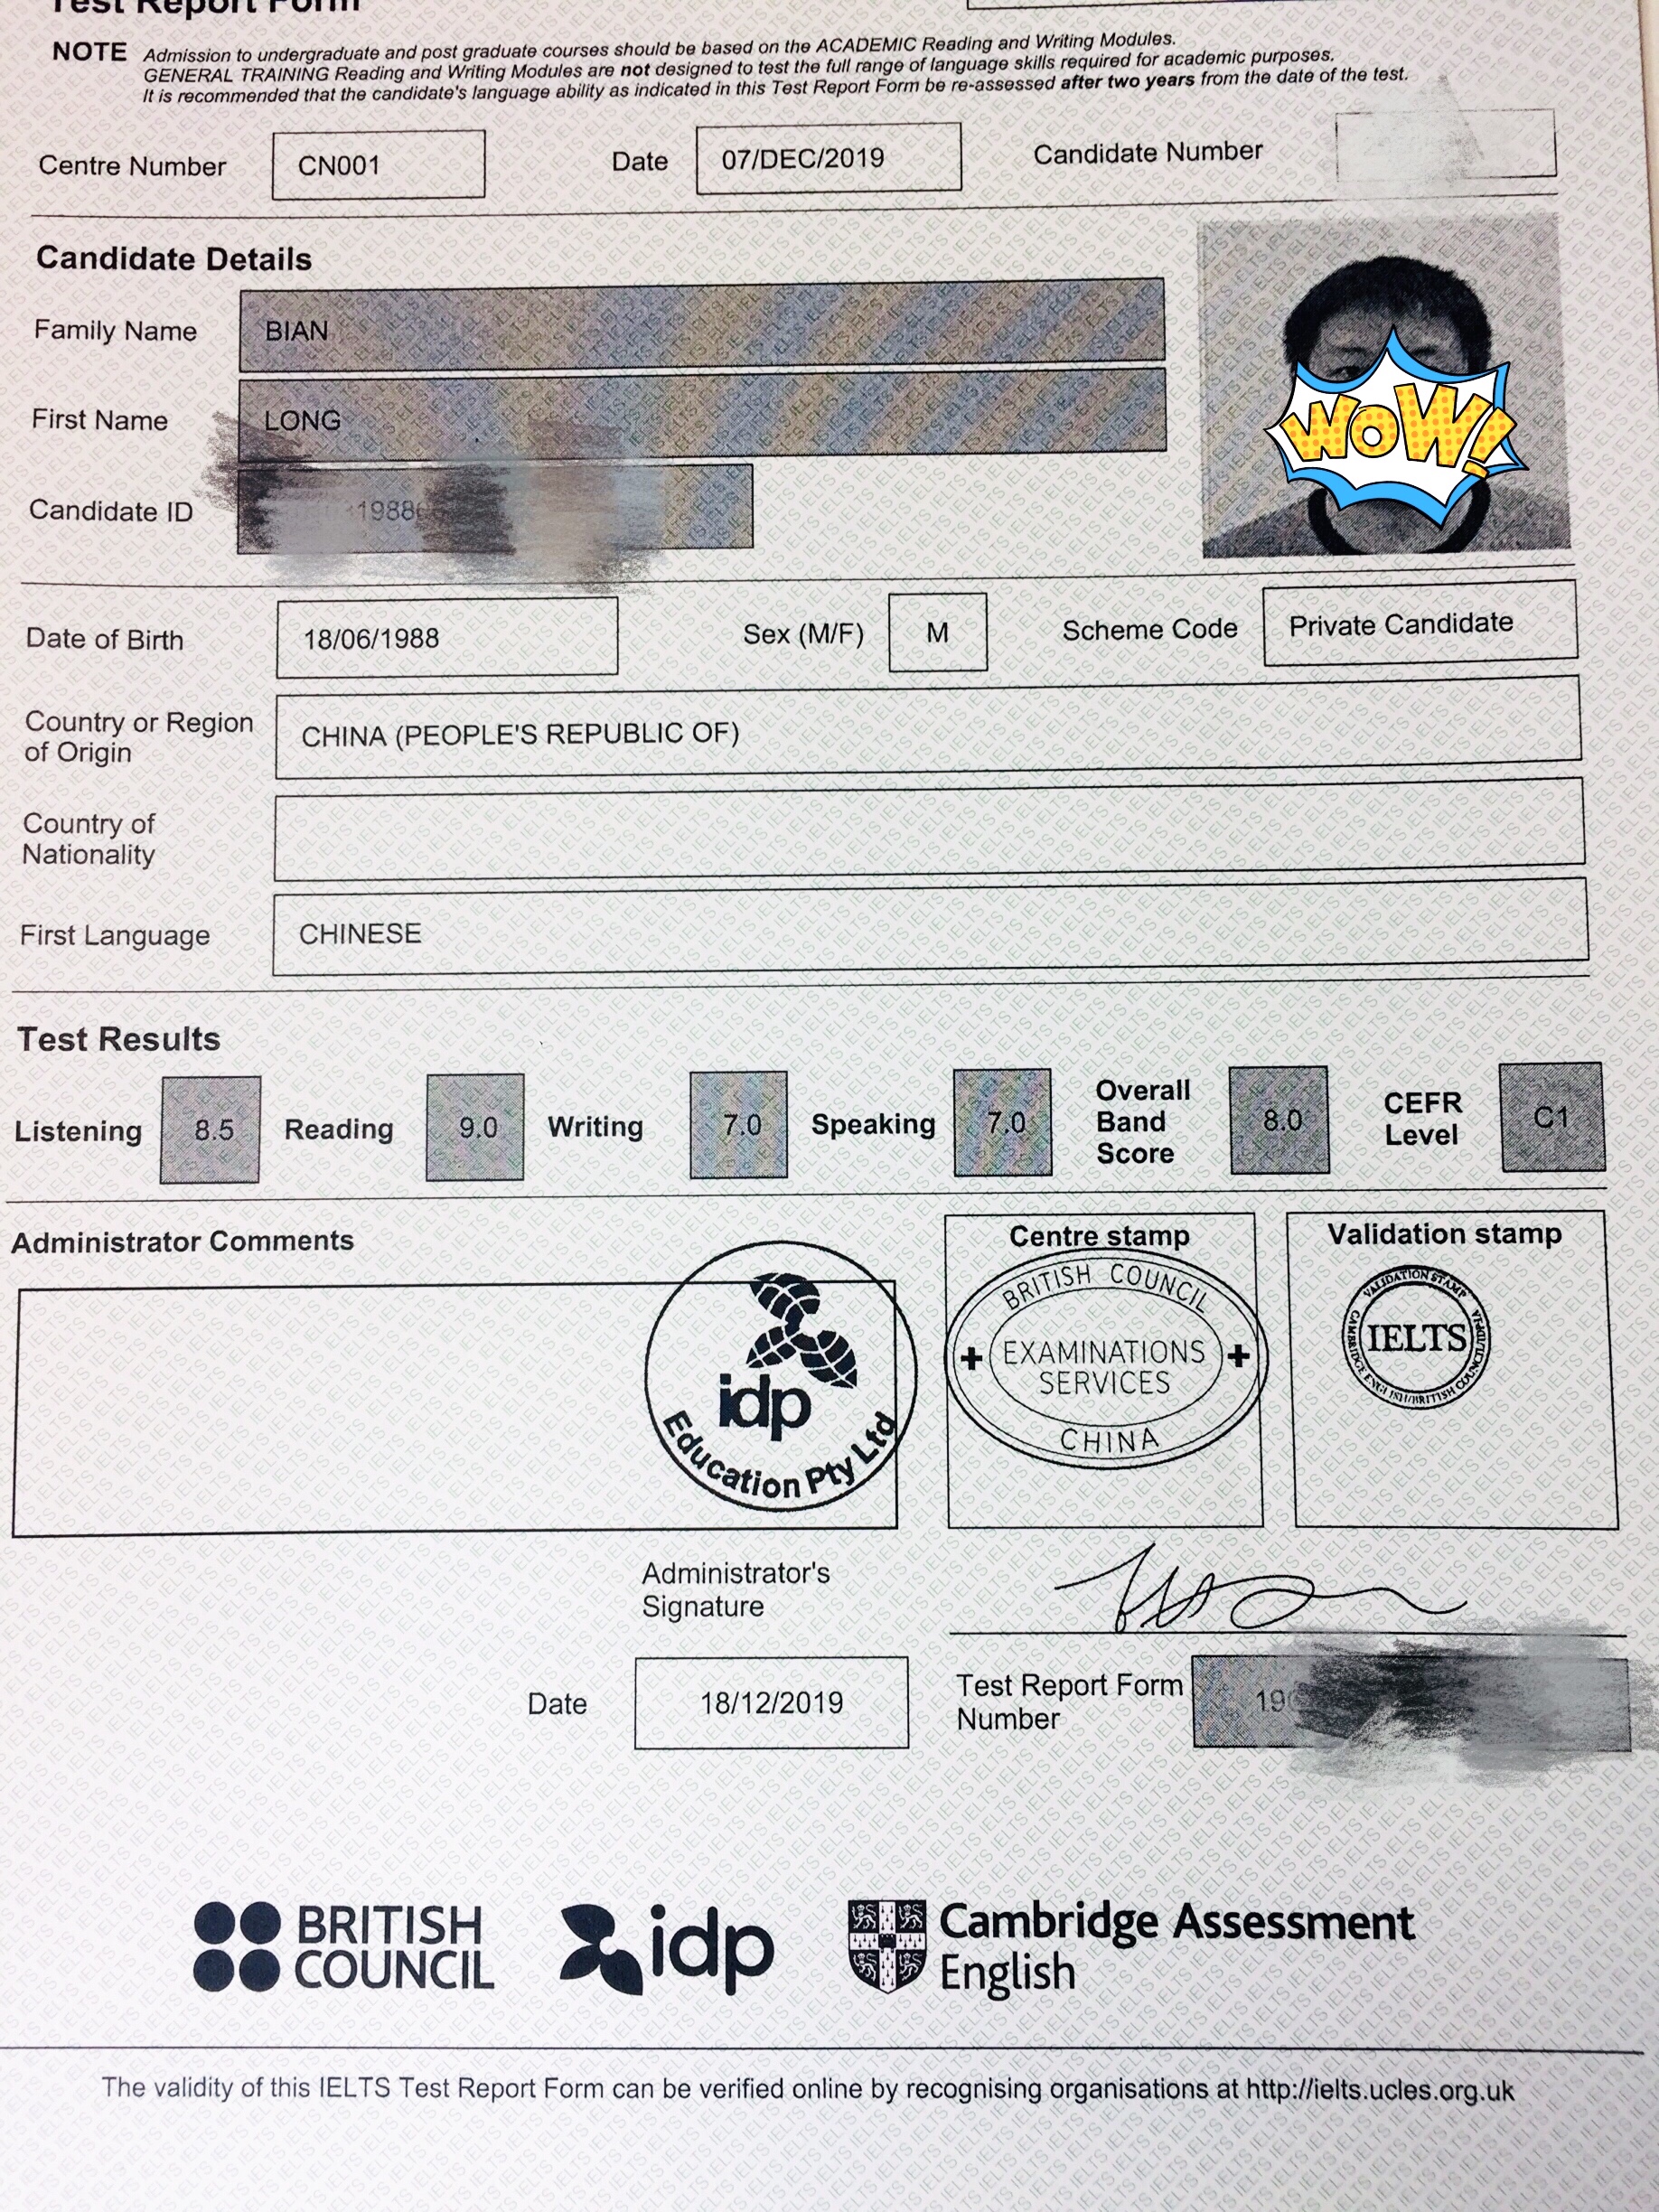 Test Report Form
NOTE Admission to undergraduate and post graduate courses should be based on the ACADEMIC Reading and Writing Modules.
GENERAL TRAINING Reading and Writing Modules are not designed to test the full range of language skills required for academic purposes.
It is recommended that the candidate's language ability as indicated in this Test Report Form be re-assessed after two years from the date of the test.
Centre Number CN001 Date 07/DEC/2019 Candidate Number
Candidate Details
Family Name BIAN
First Name LONG
WOW!
Candidate ID 1988
Date of Birth 18/06/1988 Sex (M/F) M Scheme Code Private Candidate
Country or Region
of Origin
CHINA (PEOPLE'S REPUBLIC OF)
Country of
Nationality
First Language CHINESE
Test Results
Listening 8.5 Reading 9.0 Writing 7.0 Speaking 7.0
Overall
Band
Score
8.0
CEFR
Level
C1
Administrator Comments
idp
Education Pty Ltd
Centre stamp
BRITISH COUNCIL
EXAMINATIONS
SERVICES
CHINA
Validation stamp
VALIDATION STAMP
IELTS
Administrator's
Signature
Date 18/12/2019
Test Report Form
Number
19
BRITISH
COUNCIL
idp
Cambridge Assessment
English
The validity of this IELTS Test Report Form can be verified online by recognising organisations at http://ielts.ucles.org.uk